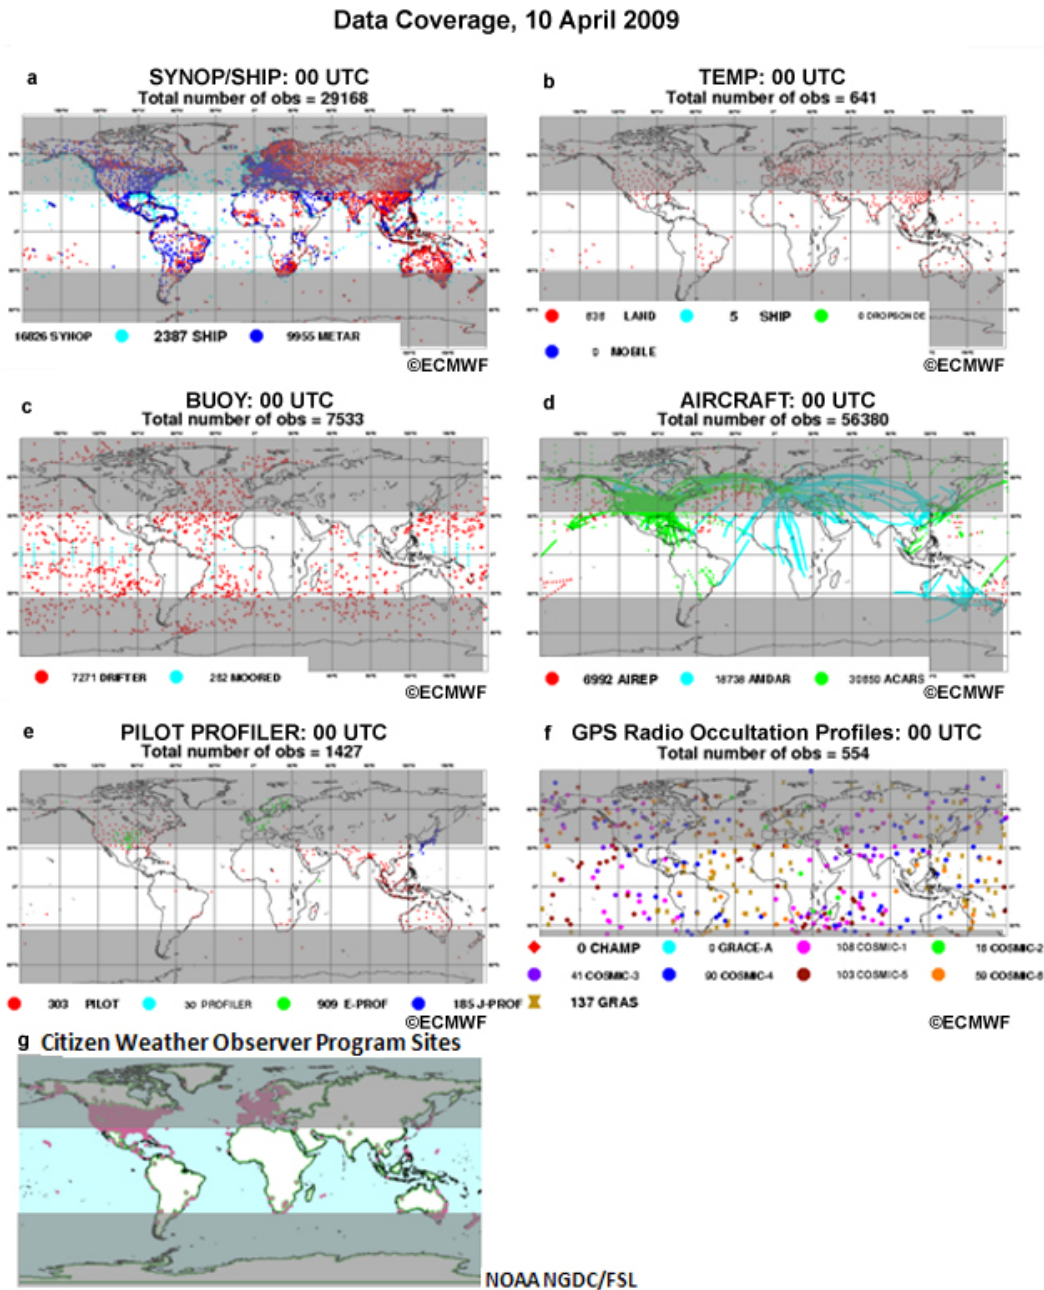 Data Coverage, 10 April 2009
a SYNOP/SHIP: 00 UTC
Total number of obs = 29168
16826 SYNOP 2387 SHIP 9955 METAR
©ECMWF
b TEMP: 00 UTC
Total number of obs = 641
636 LAND 5 SHIP 0 DROPSONDE
0 MOBILE
©ECMWF
c BUOY: 00 UTC
Total number of obs = 7533
7271 DRIFTER 262 MOORED
©ECMWF
d AIRCRAFT: 00 UTC
Total number of obs = 56380
6992 AIREP 18738 AMDAR 30650 ACARS
©ECMWF
e PILOT PROFILER: 00 UTC
Total number of obs = 1427
303 PILOT 30 PROFILER 909 E-PROF 185 J-PROF
©ECMWF
f GPS Radio Occultation Profiles: 00 UTC
Total number of obs = 554
0 CHAMP 0 GRACE-A 108 COSMIC-1 16 COSMIC-2
41 COSMIC-3 90 COSMIC-4 103 COSMIC-5 59 COSMIC-6
137 GRAS
©ECMWF
g Citizen Weather Observer Program Sites
NOAA NGDC/FSL